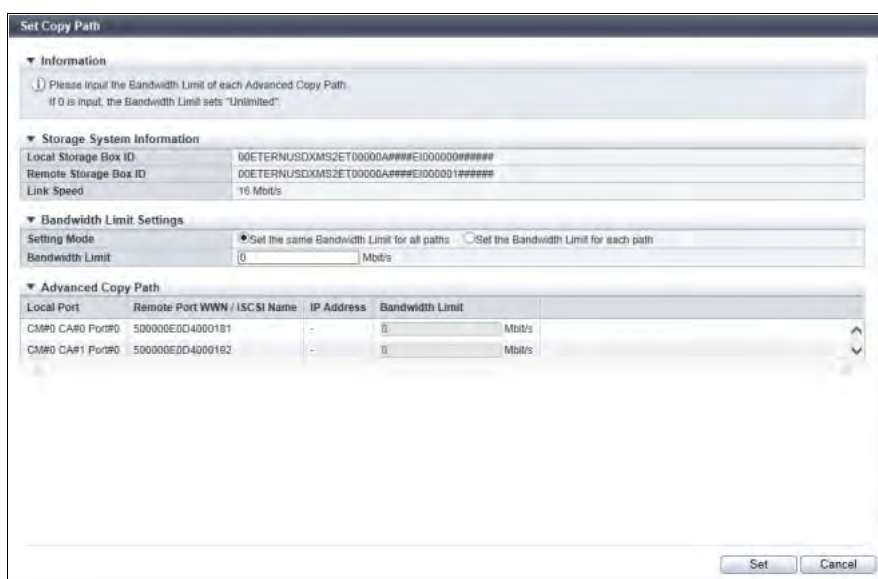 Set Copy Path
Information
Please input the Bandwidth Limit of each Advanced Copy Path.
If 0 is input, the Bandwidth Limit sets "Unlimited".
Storage System Information
Local Storage Box ID 00ETERNUSDXMS2ET00000A####EI000000######
Remote Storage Box ID 00ETERNUSDXMS2ET00000A####EI000001######
Link Speed 16 Mbit/s
Bandwidth Limit Settings
Setting Mode Set the same Bandwidth Limit for all paths Set the Bandwidth Limit for each path
Bandwidth Limit 0 Mbit/s
Advanced Copy Path
Local Port Remote Port WWN / iSCSI Name IP Address Bandwidth Limit
CM#0 CA#0 Port#0 500000E0D4000181 - 0 Mbit/s
CM#0 CA#1 Port#0 500000E0D4000192 - 0 Mbit/s
Set Cancel